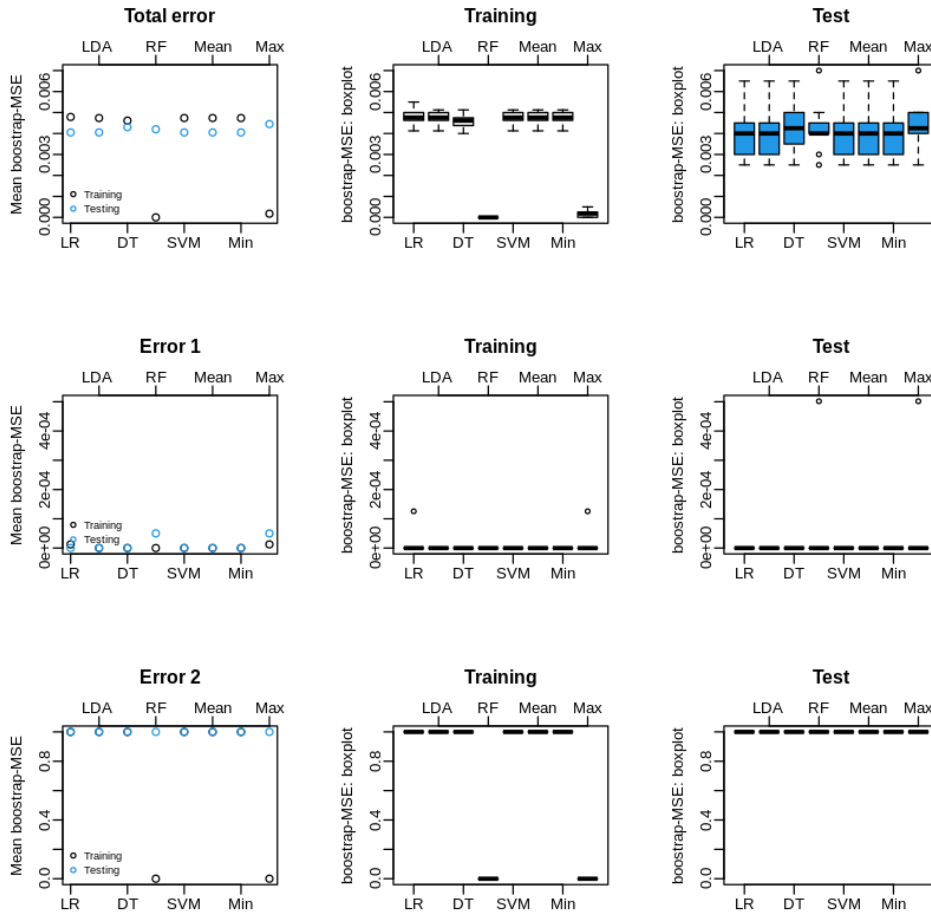 Total error
LDA RF Mean Max
Mean boostrap-MSE
0.000 0.003 0.006
Training
Testing
LR DT SVM Min
Training
LDA RF Mean Max
boostrap-MSE: boxplot
0.000 0.003 0.006
LR DT SVM Min
Test
LDA RF Mean Max
boostrap-MSE: boxplot
0.000 0.003 0.006
LR DT SVM Min
Error 1
LDA RF Mean Max
Mean boostrap-MSE
0e+00 2e-04 4e-04
Training
Testing
LR DT SVM Min
Training
LDA RF Mean Max
boostrap-MSE: boxplot
0e+00 2e-04 4e-04
LR DT SVM Min
Test
LDA RF Mean Max
boostrap-MSE: boxplot
0e+00 2e-04 4e-04
LR DT SVM Min
Error 2
LDA RF Mean Max
Mean boostrap-MSE
0.0 0.4 0.8
Training
Testing
LR DT SVM Min
Training
LDA RF Mean Max
boostrap-MSE: boxplot
0.0 0.4 0.8
LR DT SVM Min
Test
LDA RF Mean Max
boostrap-MSE: boxplot
0.0 0.4 0.8
LR DT SVM Min